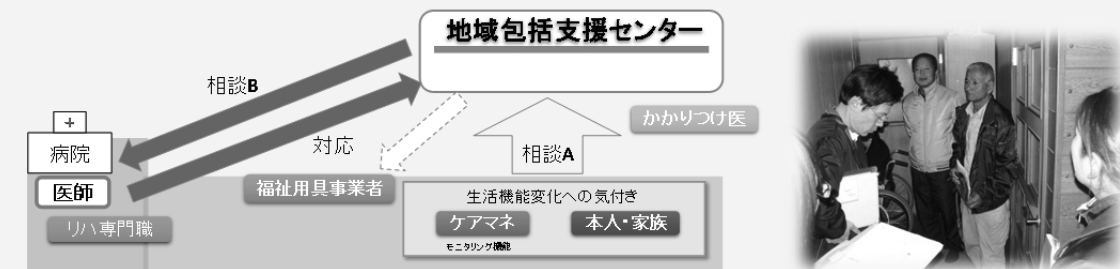 地域包括支援センター
相談B
かかりつけ医
+
病院
対応
相談A
医師
福祉用具事業者
生活機能変化への気付き
リハ専門職
ケアマネ
本人・家族
モニタリング機能